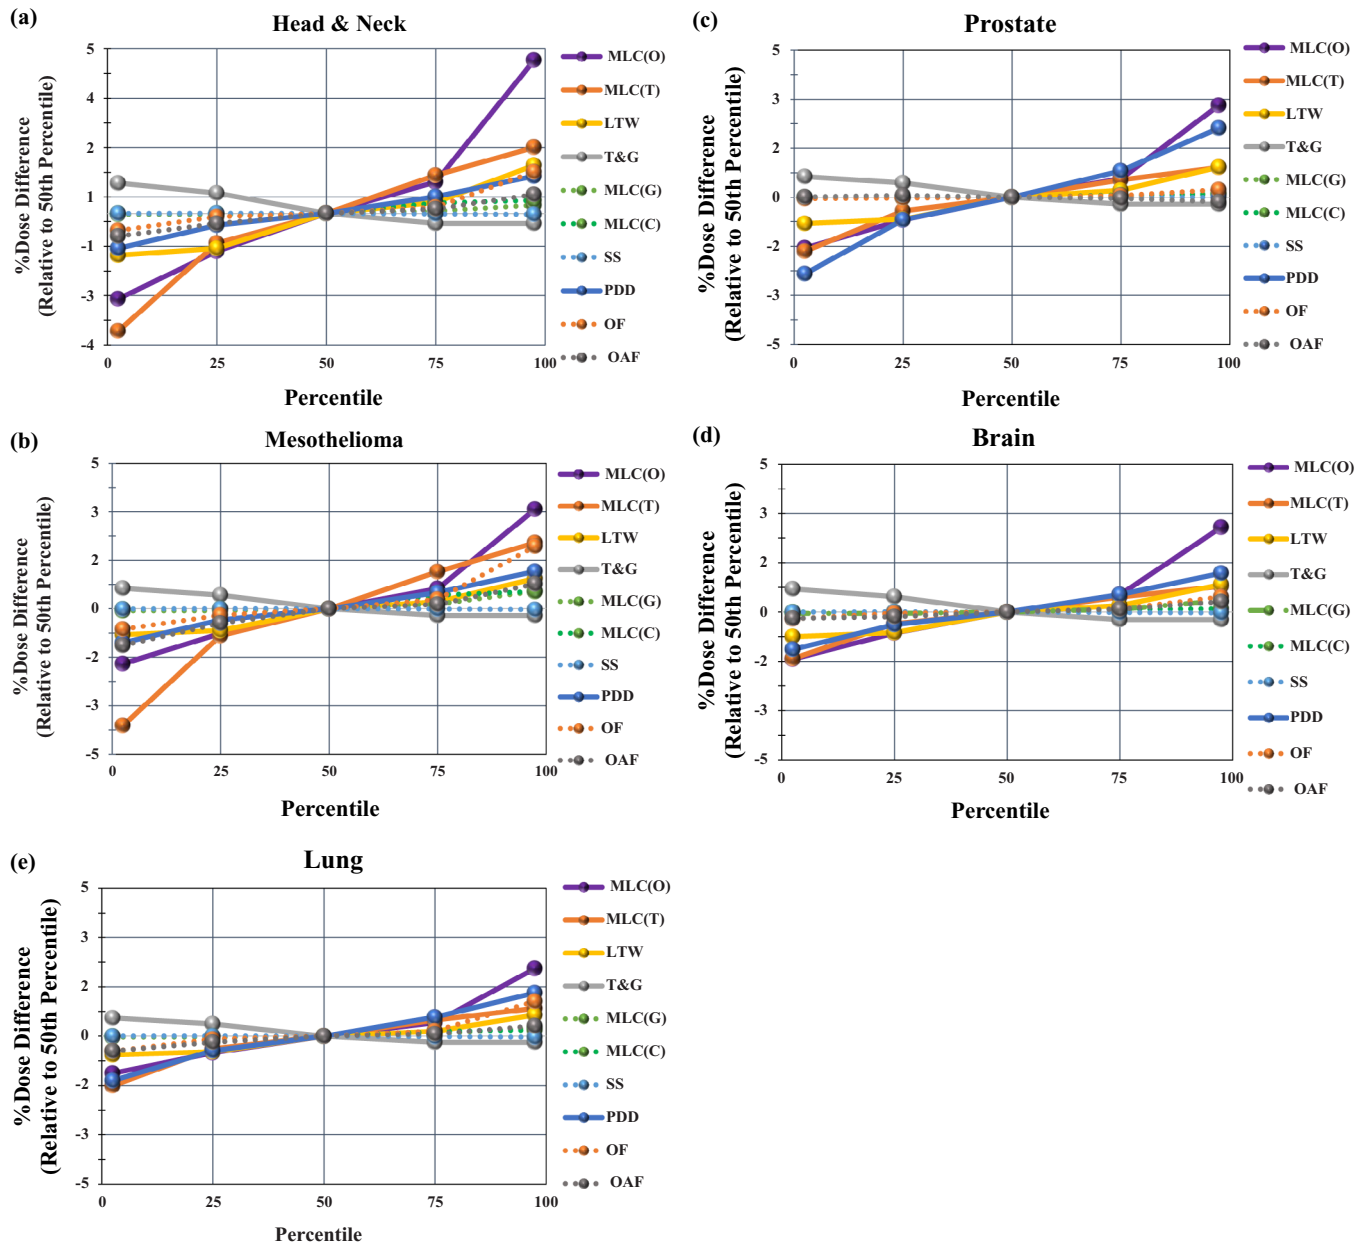 (a)
Head & Neck
%Dose Difference
(Relative to 50th Percentile)
5
4
2
1
-1
-3
-4
0
25
50
75
100
Percentile
MLC(O)
MLC(T)
LTW
T&G
MLC(G)
MLC(C)
SS
PDD
OF
OAF
(c)
Prostate
%Dose Difference
(Relative to 50th Percentile)
5
3
2
0
-2
-3
-5
0
25
50
75
100
Percentile
MLC(O)
MLC(T)
LTW
T&G
MLC(G)
MLC(C)
SS
PDD
OF
OAF
(b)
Mesothelioma
%Dose Difference
(Relative to 50th Percentile)
5
3
2
0
-2
-3
-5
0
25
50
75
100
Percentile
MLC(O)
MLC(T)
LTW
T&G
MLC(G)
MLC(C)
SS
PDD
OF
OAF
(d)
Brain
%Dose Difference
(Relative to 50th Percentile)
5
3
2
0
-2
-3
-5
0
25
50
75
100
Percentile
MLC(O)
MLC(T)
LTW
T&G
MLC(G)
MLC(C)
SS
PDD
OF
OAF
(e)
Lung
%Dose Difference
(Relative to 50th Percentile)
5
3
2
0
-2
-3
-5
0
25
50
75
100
Percentile
MLC(O)
MLC(T)
LTW
T&G
MLC(G)
MLC(C)
SS
PDD
OF
OAF